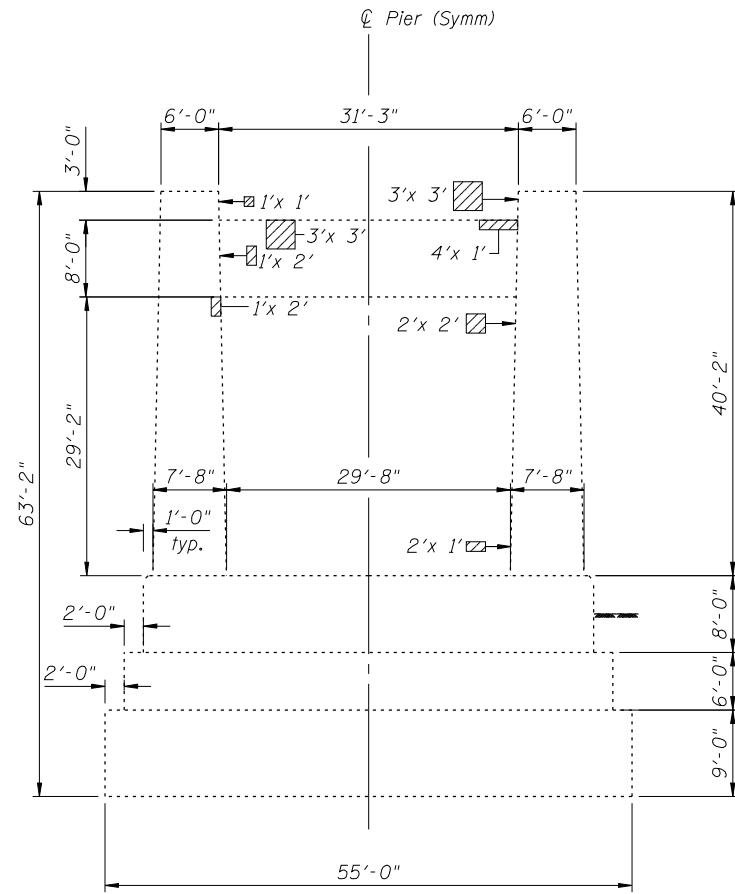 ℄ Pier (Symm)
6'-0" 31'-3" 6'-0"
3'-0"
1'x 1' 3'x 3'
3'x 3' 4'x 1'
8'-0" 1'x 2'
1'x 2' 2'x 2'
40'-2"
29'-2"
63'-2"
7'-8" 29'-8" 7'-8"
1'-0"
typ. 2'x 1'
2'-0" 8'-0"
2'-0" 6'-0"
9'-0"
55'-0"